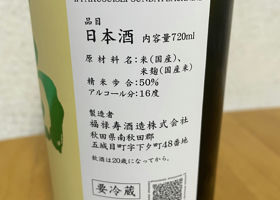 品目
日本酒 内容量720ml
原材料名:米(国産)、
米麹(国産米)
精米歩合:50%
アルコール分:16度
製造者
福禄寿酒造株式会社
秋田県南秋田郡
五城目町字下夕町48番地
飲酒は20歳になってから。
要冷蔵